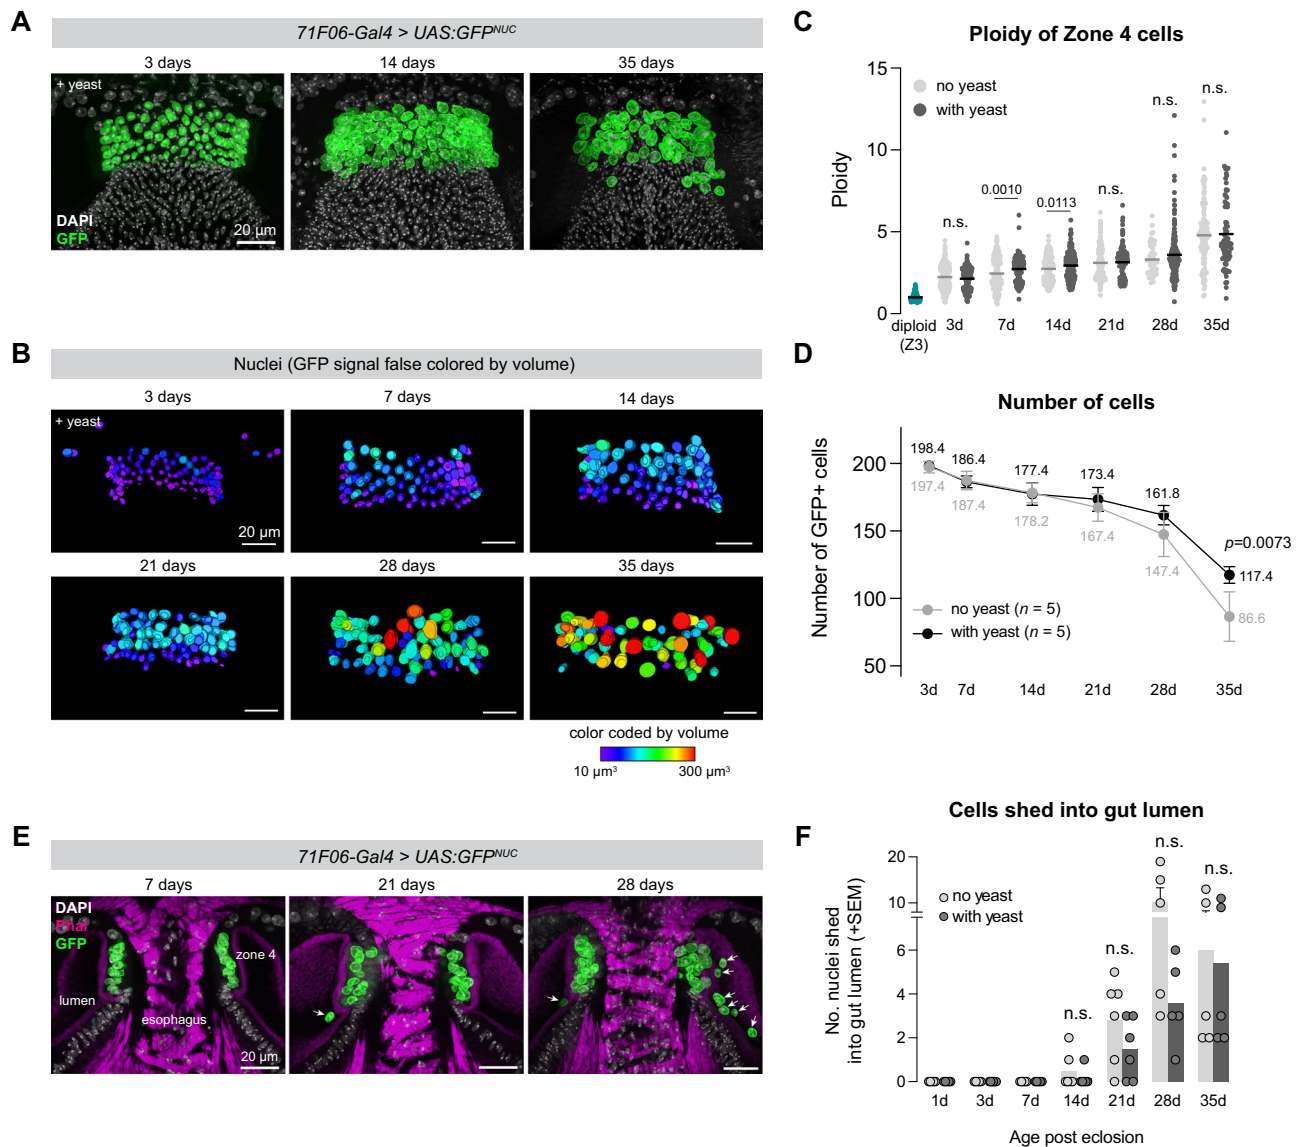 A
71F06-Gal4 > UAS:GFP^NUC
3 days
14 days
35 days
+ yeast
DAPI
GFP
20 µm
B
Nuclei (GFP signal false colored by volume)
3 days
7 days
14 days
+ yeast
20 µm
21 days
28 days
35 days
color coded by volume
10 µm³
300 µm³
C
Ploidy of Zone 4 cells
15
10
5
0
Ploidy
no yeast
with yeast
n.s.
0.0010
0.0113
n.s.
n.s.
n.s.
diploid
(Z3)
3d
7d
14d
21d
28d
35d
D
Number of cells
Number of GFP+ cells
200
150
100
50
198.4
186.4
177.4
173.4
161.8
p=0.0073
117.4
197.4
187.4
178.2
167.4
147.4
86.6
no yeast (n = 5)
with yeast (n = 5)
3d
7d
14d
21d
28d
35d
E
71F06-Gal4 > UAS:GFP^NUC
7 days
21 days
28 days
DAPI
Phal
GFP
zone 4
lumen
esophagus
20 µm
F
Cells shed into gut lumen
No. nuclei shed
into gut lumen (+SEM)
20
10
6
4
2
0
no yeast
with yeast
n.s.
n.s.
n.s.
n.s.
1d
3d
7d
14d
21d
28d
35d
Age post eclosion